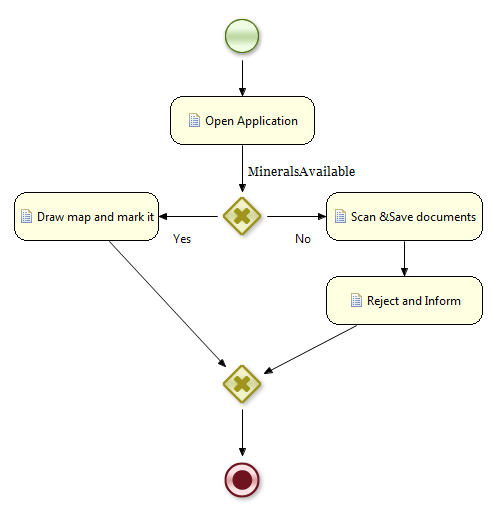 Open Application
MineralsAvailable
Draw map and mark it
Scan &Save documents
Yes
No
Reject and Inform